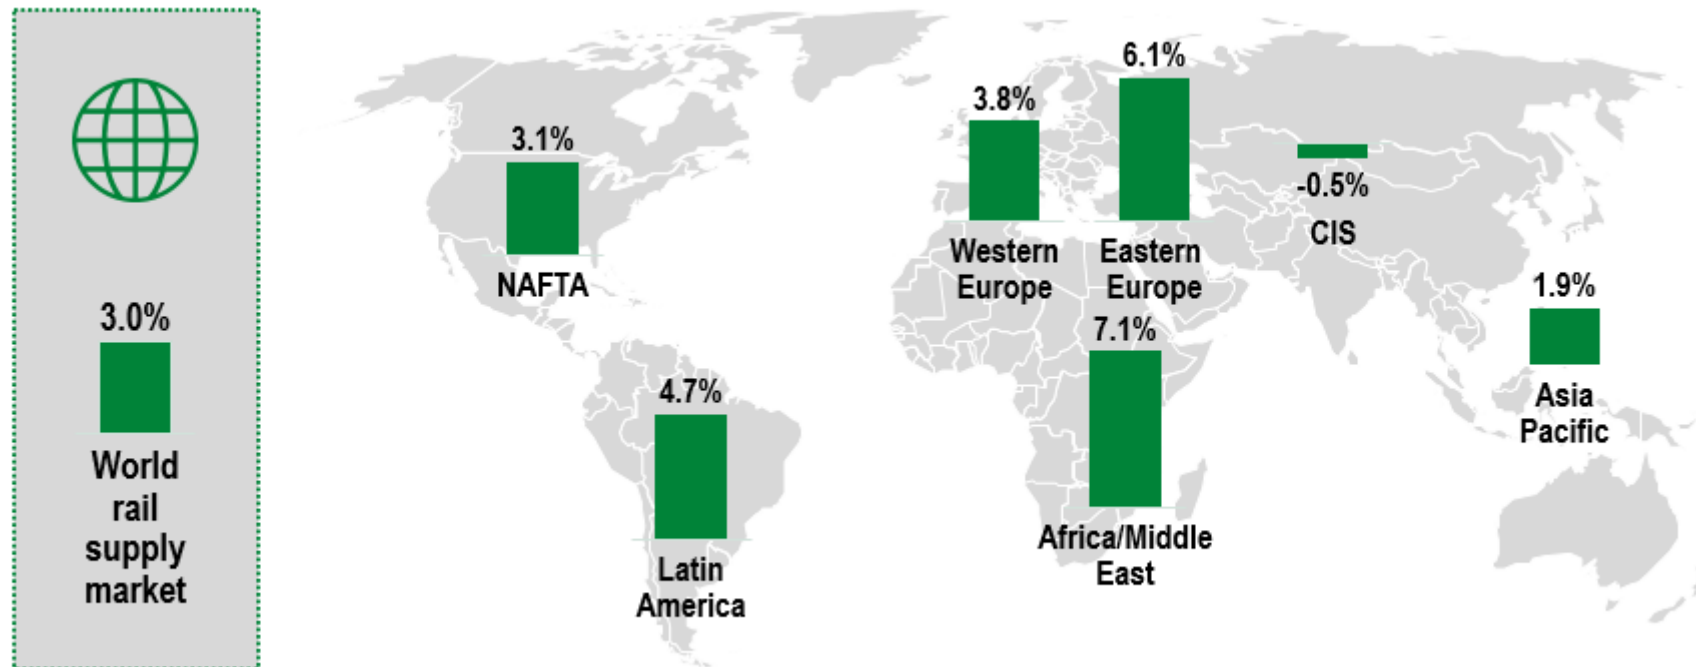 3.0%
World
rail
supply
market
3.1%
NAFTA
4.7%
Latin
America
3.8%
Western
Europe
6.1%
Eastern
Europe
7.1%
Africa/Middle
East
-0.5%
CIS
1.9%
Asia
Pacific